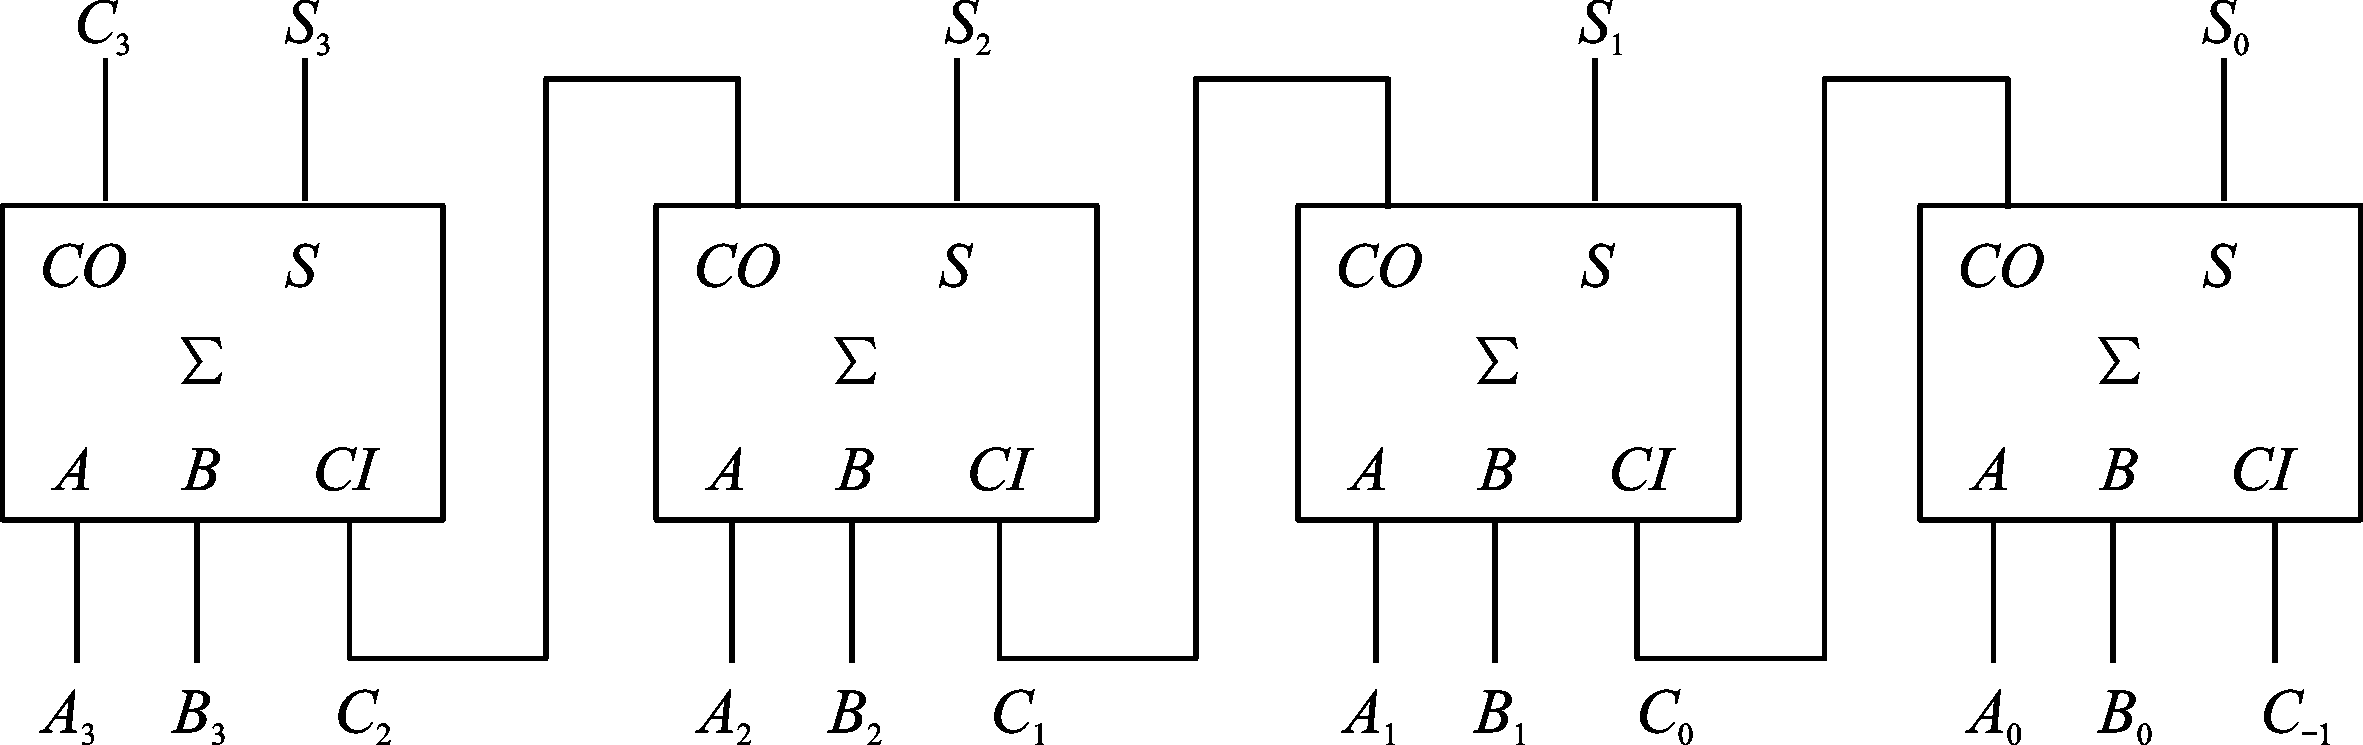 C₃ S₃ S₂ S₁ S₀
CO S CO S CO S CO S
Σ Σ Σ Σ
A B CI A B CI A B CI A B CI
A₃ B₃ C₂ A₂ B₂ C₁ A₁ B₁ C₀ A₀ B₀ C₋₁